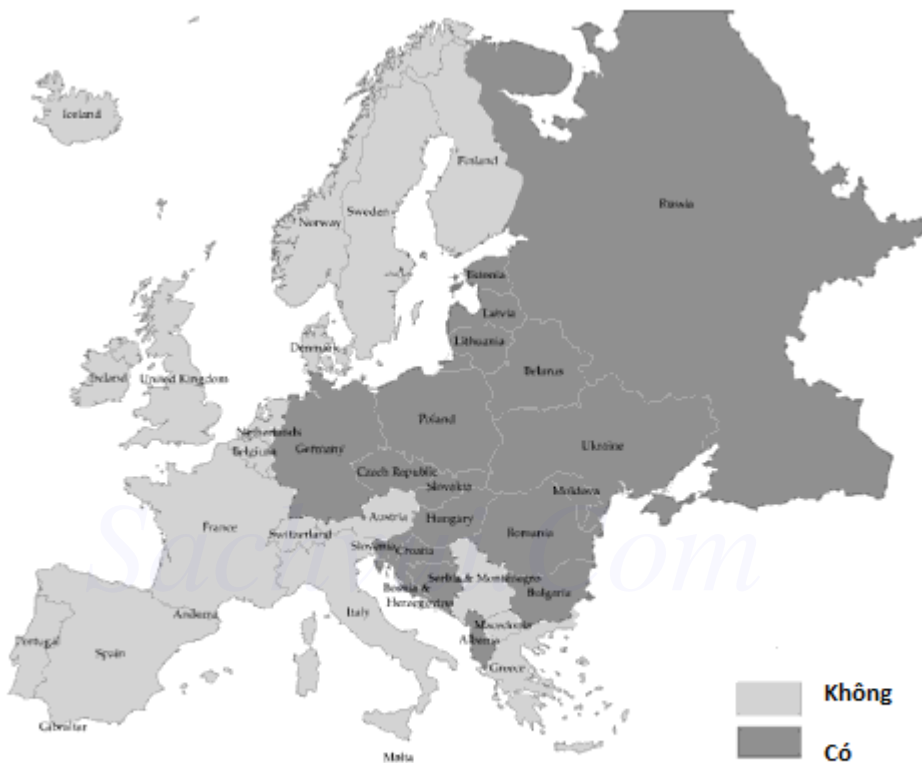 Iceland
Finland
Norway
Sweden
Russia
Estonia
Latvia
Lithuania
Denmark
Belarus
Ireland
United Kingdom
Poland
Netherlands
Belgium
Germany
Ukraine
Czech Republic
Slovakia
Moldova
France
Austria
Hungary
Switzerland
Romania
Slovenia
Croatia
Serbia & Montenegro
Bosnia &
Herzegovina
Bulgaria
Andorra
Italy
Macedonia
Albania
Portugal
Spain
Greece
Gibraltar
Malta
Không
Có